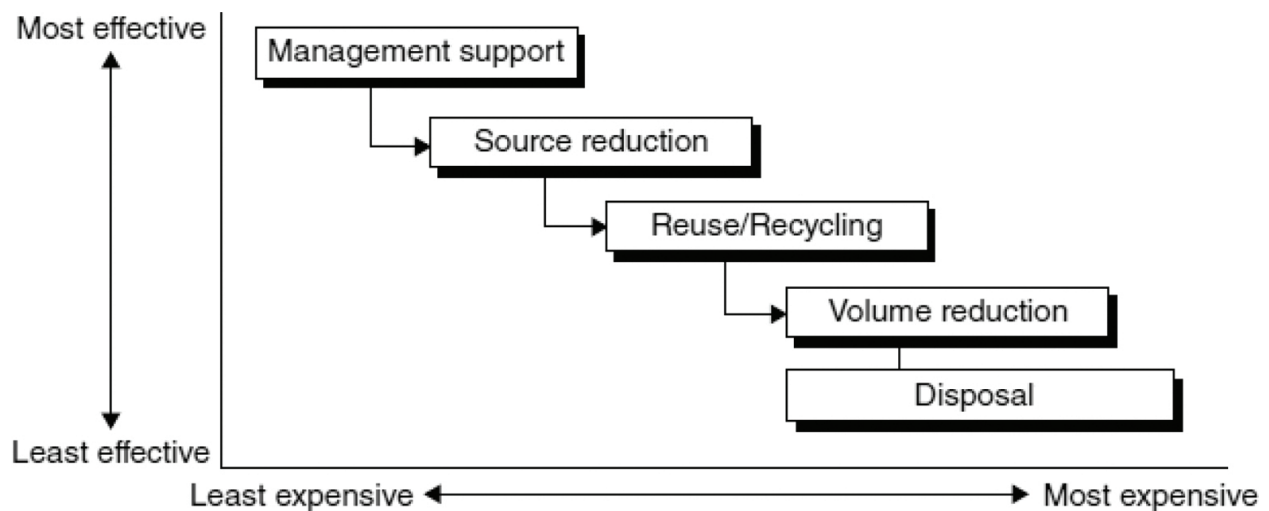 Most effective
Management support
Source reduction
Reuse/Recycling
Volume reduction
Disposal
Least effective
Least expensive
Most expensive